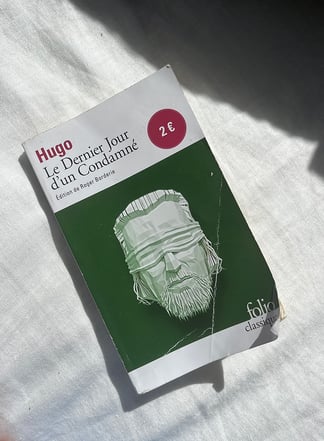 Hugo
Le Dernier Jour
d'un Condamné
Édition de Roger Borderie
2 €
folio
classique